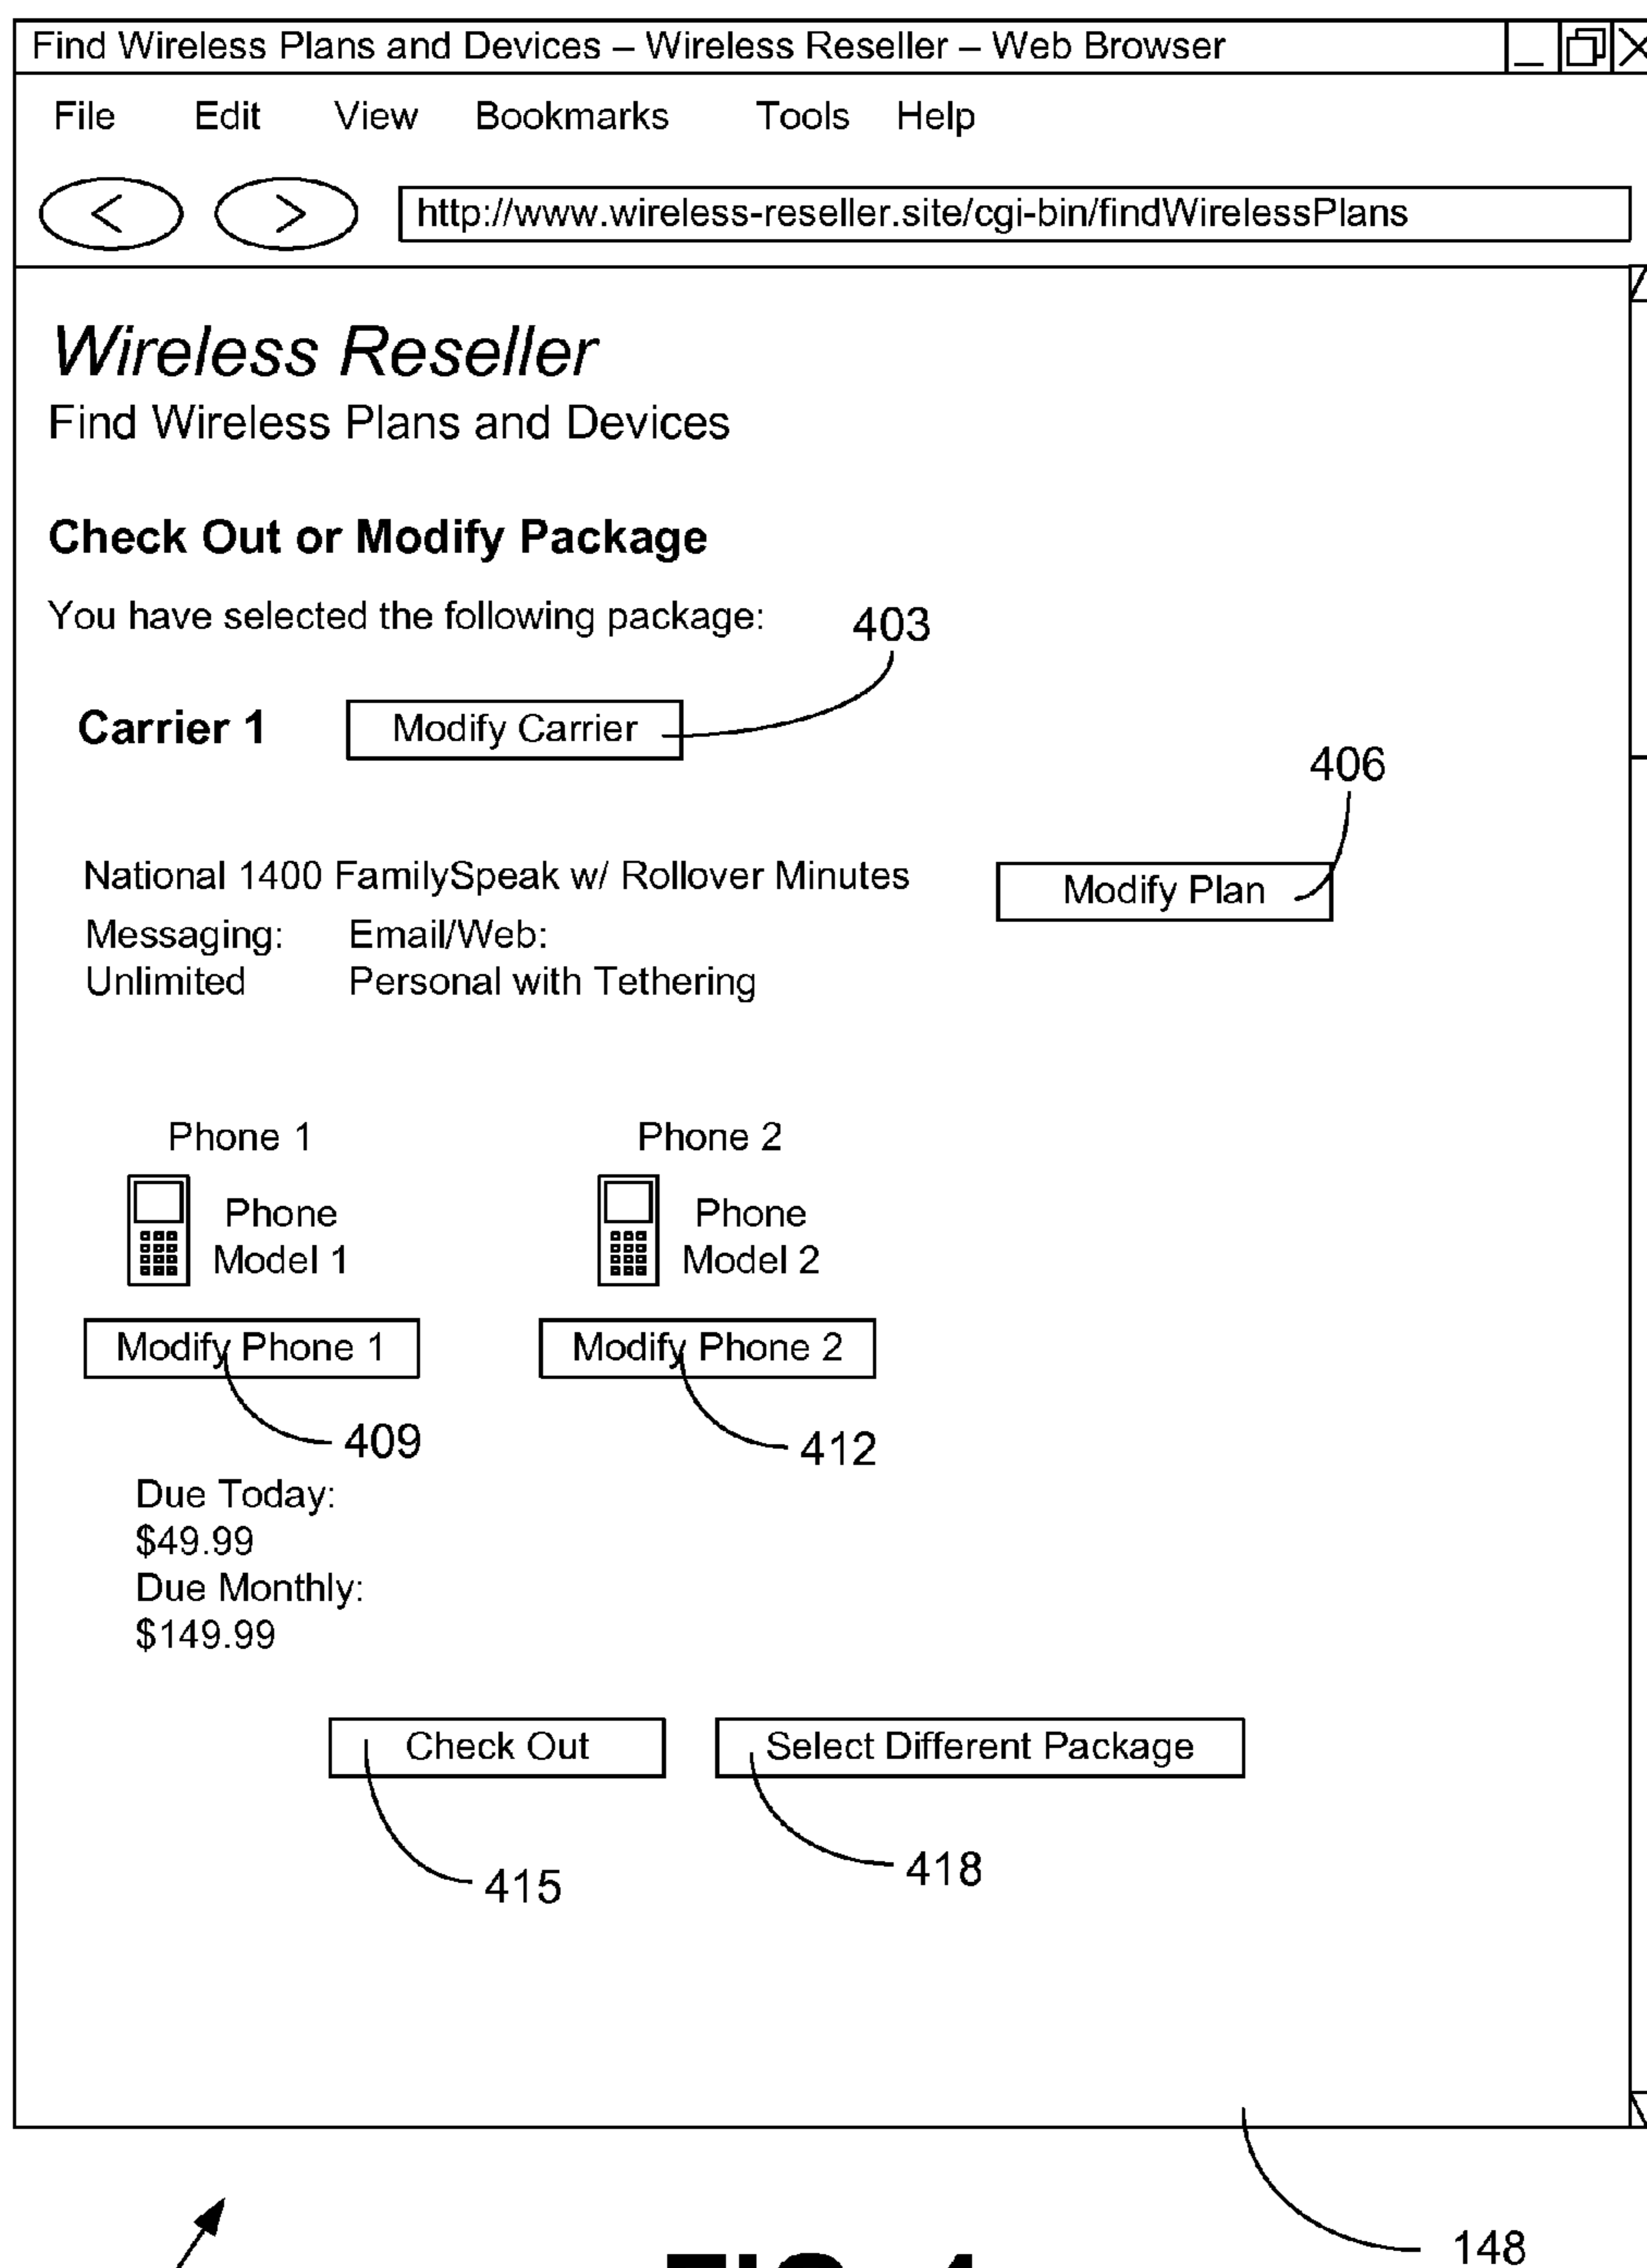 Find Wireless Plans and Devices – Wireless Reseller – Web Browser
File Edit View Bookmarks Tools Help
< > http://www.wireless-reseller.site/cgi-bin/findWirelessPlans
Wireless Reseller
Find Wireless Plans and Devices
Check Out or Modify Package
You have selected the following package:
403
Carrier 1 Modify Carrier
406
National 1400 FamilySpeak w/ Rollover Minutes
Modify Plan
Messaging: Email/Web:
Unlimited Personal with Tethering
Phone 1 Phone 2
Phone Model 1
Phone Model 2
Modify Phone 1 Modify Phone 2
409 412
Due Today:
$49.99
Due Monthly:
$149.99
Check Out Select Different Package
415 418
148